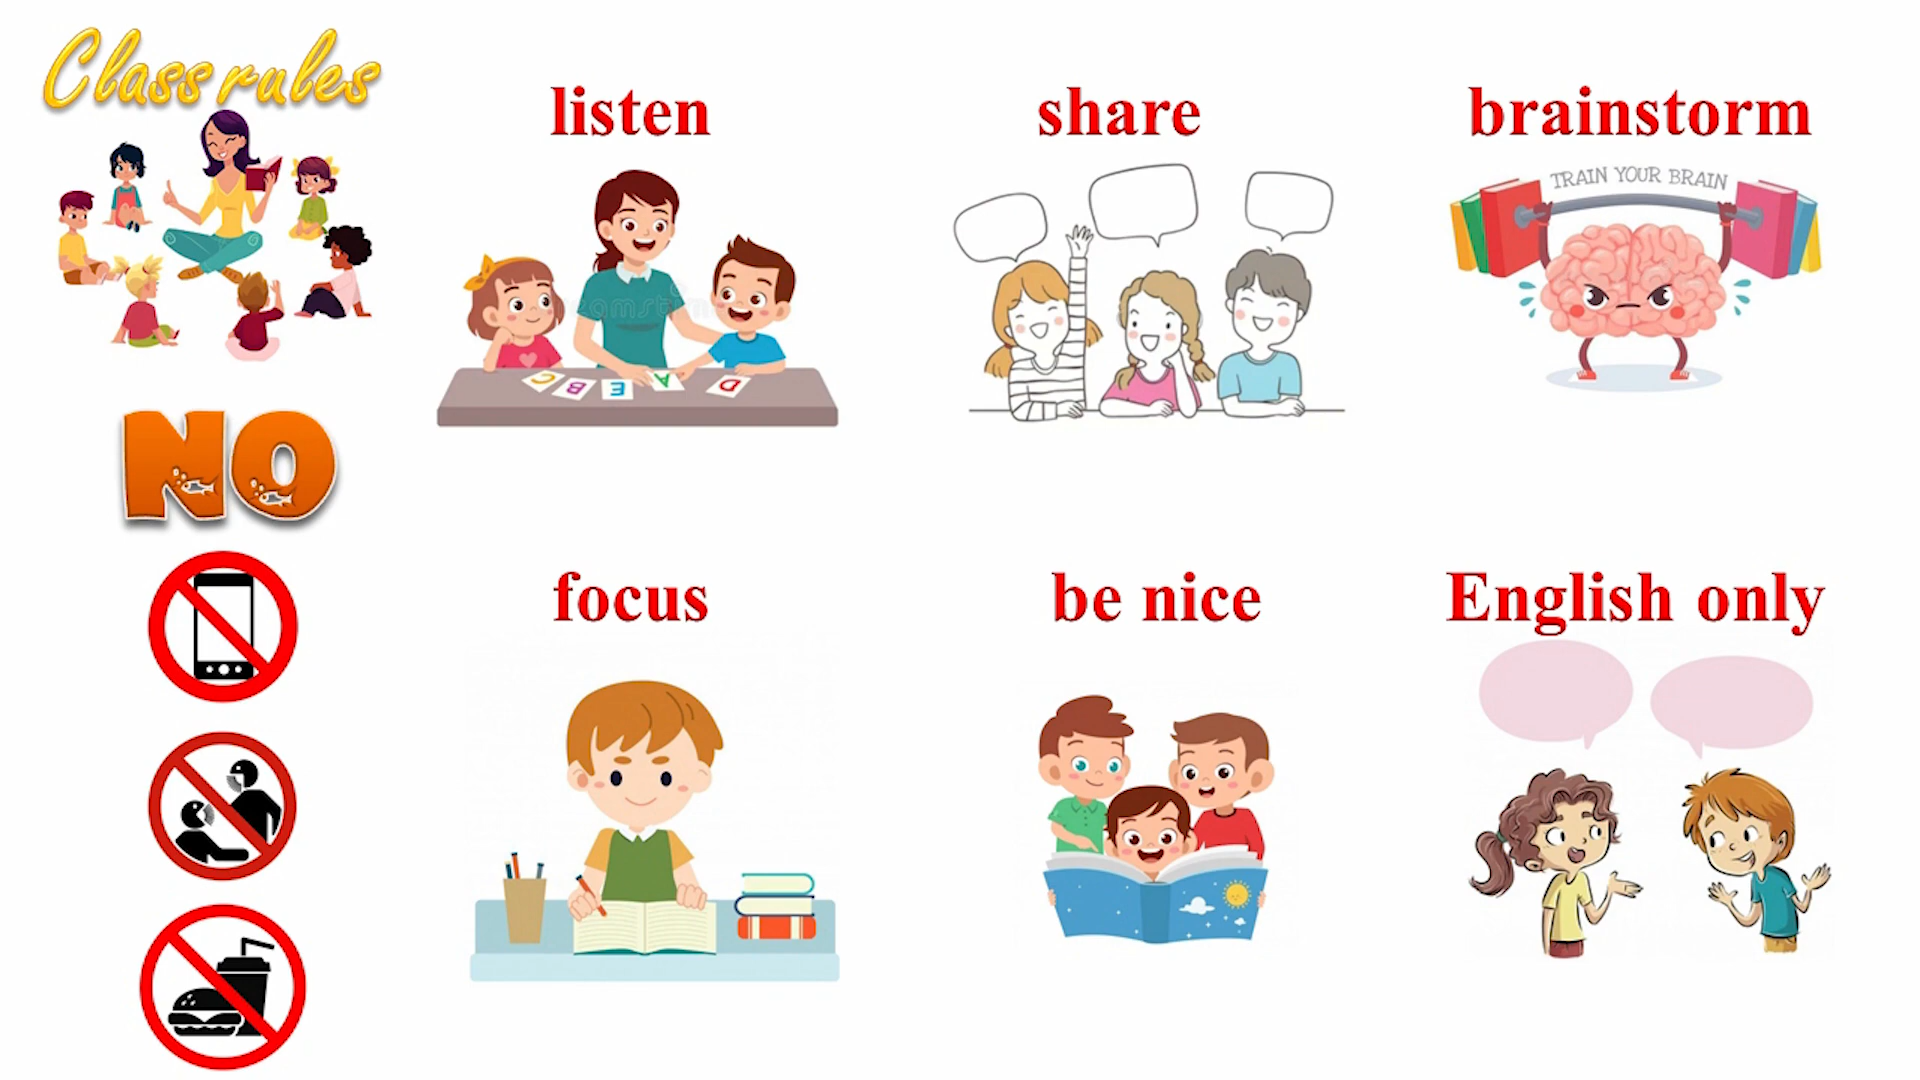 Class rules
listen
share
brainstorm
TRAIN YOUR BRAIN
C B E A D
NO
focus
be nice
English only